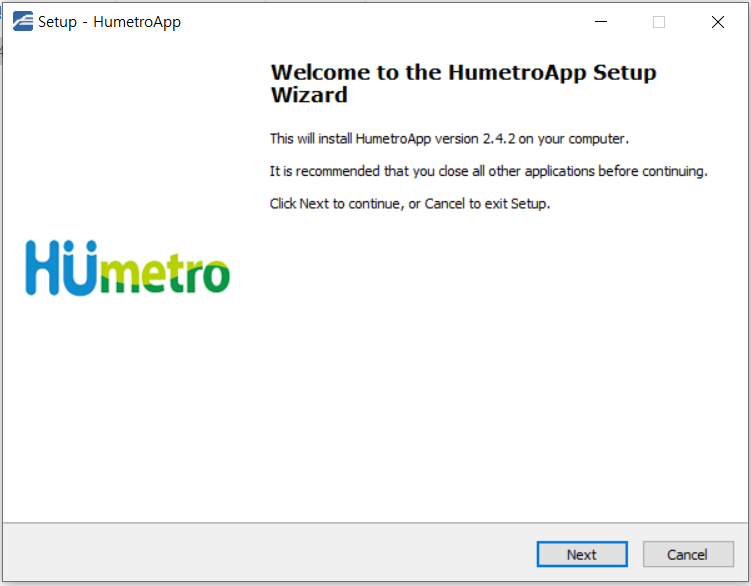 Setup - HumetroApp
Welcome to the HumetroApp Setup
Wizard
This will install HumetroApp version 2.4.2 on your computer.
It is recommended that you close all other applications before continuing.
Click Next to continue, or Cancel to exit Setup.
Hümetro
Next
Cancel